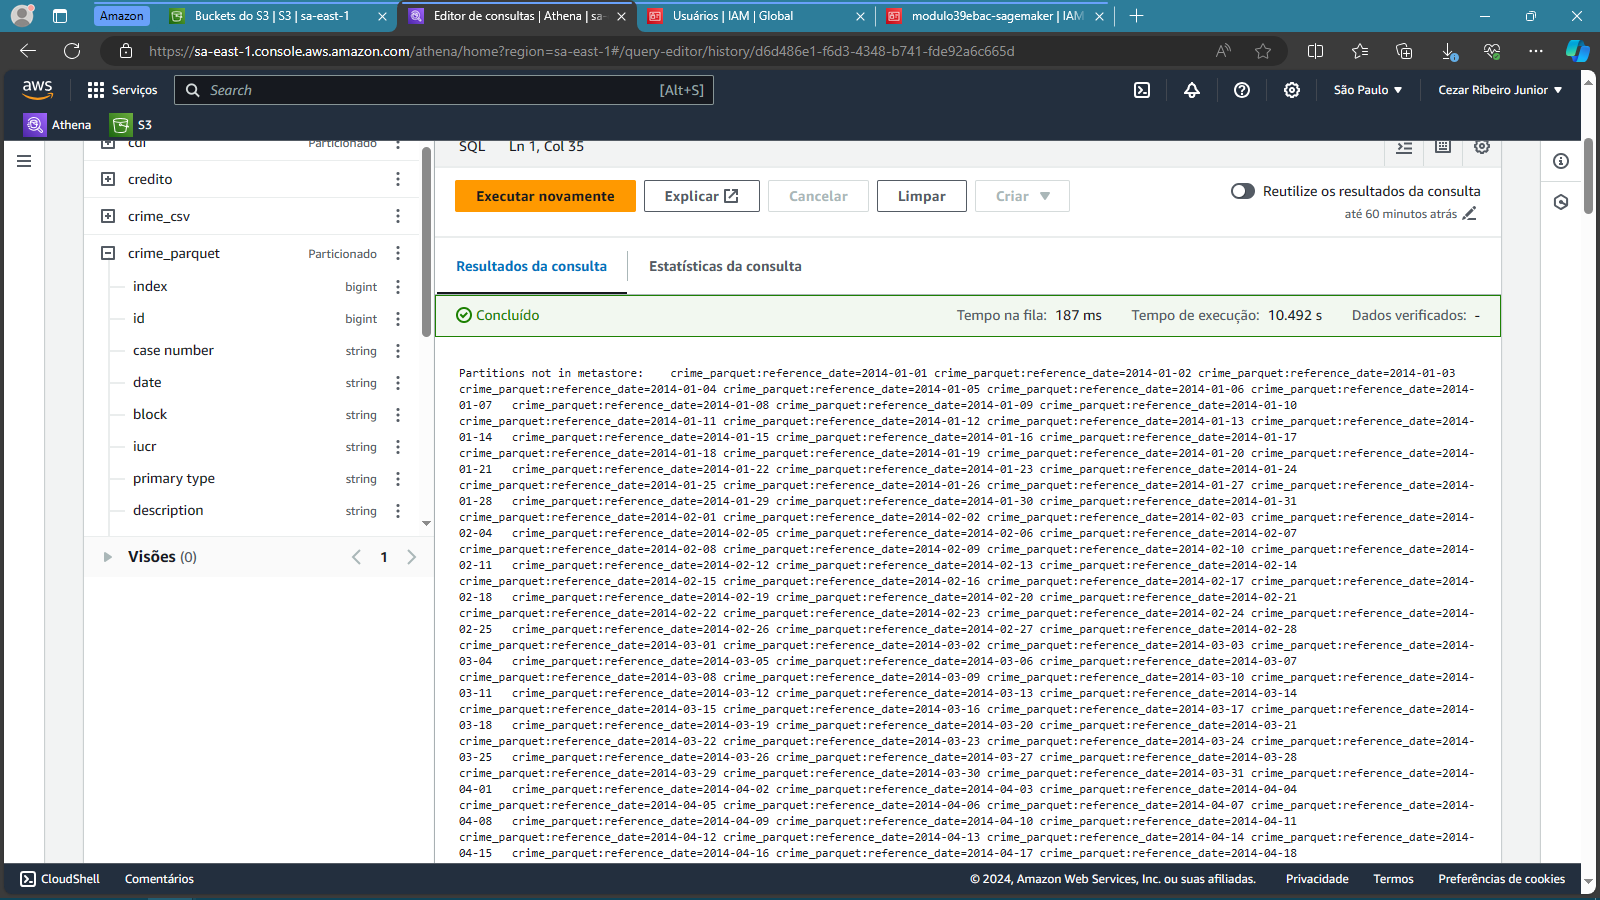 Amazon
Buckets do S3 | S3 | sa-east-1
Editor de consultas | Athena | sa-
Usuários | IAM | Global
modulo39ebac-sagemaker | IAM
https://sa-east-1.console.aws.amazon.com/athena/home?region=sa-east-1#/query-editor/history/d6d486e1-f6d3-4348-b741-fde92a6c665d
aws
Serviços
Search
[Alt+S]
São Paulo
Cezar Ribeiro Junior
Athena
S3
cdi Particionado
credito
crime_csv
crime_parquet Particionado
index bigint
id bigint
case number string
date string
block string
iucr string
primary type string
description string
Visões (0)
1
SQL Ln 1, Col 35
Executar novamente
Explicar
Cancelar
Limpar
Criar
Reutilize os resultados da consulta
até 60 minutos atrás
Resultados da consulta
Estatísticas da consulta
Concluído
Tempo na fila: 187 ms
Tempo de execução: 10.492 s
Dados verificados: -
Partitions not in metastore: crime_parquet:reference_date=2014-01-01 crime_parquet:reference_date=2014-01-02 crime_parquet:reference_date=2014-01-03
crime_parquet:reference_date=2014-01-04 crime_parquet:reference_date=2014-01-05 crime_parquet:reference_date=2014-01-06 crime_parquet:reference_date=2014-
01-07 crime_parquet:reference_date=2014-01-08 crime_parquet:reference_date=2014-01-09 crime_parquet:reference_date=2014-01-10
crime_parquet:reference_date=2014-01-11 crime_parquet:reference_date=2014-01-12 crime_parquet:reference_date=2014-01-13 crime_parquet:reference_date=2014-
01-14 crime_parquet:reference_date=2014-01-15 crime_parquet:reference_date=2014-01-16 crime_parquet:reference_date=2014-01-17
crime_parquet:reference_date=2014-01-18 crime_parquet:reference_date=2014-01-19 crime_parquet:reference_date=2014-01-20 crime_parquet:reference_date=2014-
01-21 crime_parquet:reference_date=2014-01-22 crime_parquet:reference_date=2014-01-23 crime_parquet:reference_date=2014-01-24
crime_parquet:reference_date=2014-01-25 crime_parquet:reference_date=2014-01-26 crime_parquet:reference_date=2014-01-27 crime_parquet:reference_date=2014-
01-28 crime_parquet:reference_date=2014-01-29 crime_parquet:reference_date=2014-01-30 crime_parquet:reference_date=2014-01-31
crime_parquet:reference_date=2014-02-01 crime_parquet:reference_date=2014-02-02 crime_parquet:reference_date=2014-02-03 crime_parquet:reference_date=2014-
02-04 crime_parquet:reference_date=2014-02-05 crime_parquet:reference_date=2014-02-06 crime_parquet:reference_date=2014-02-07
crime_parquet:reference_date=2014-02-08 crime_parquet:reference_date=2014-02-09 crime_parquet:reference_date=2014-02-10 crime_parquet:reference_date=2014-
02-11 crime_parquet:reference_date=2014-02-12 crime_parquet:reference_date=2014-02-13 crime_parquet:reference_date=2014-02-14
crime_parquet:reference_date=2014-02-15 crime_parquet:reference_date=2014-02-16 crime_parquet:reference_date=2014-02-17 crime_parquet:reference_date=2014-
02-18 crime_parquet:reference_date=2014-02-19 crime_parquet:reference_date=2014-02-20 crime_parquet:reference_date=2014-02-21
crime_parquet:reference_date=2014-02-22 crime_parquet:reference_date=2014-02-23 crime_parquet:reference_date=2014-02-24 crime_parquet:reference_date=2014-
02-25 crime_parquet:reference_date=2014-02-26 crime_parquet:reference_date=2014-02-27 crime_parquet:reference_date=2014-02-28
crime_parquet:reference_date=2014-03-01 crime_parquet:reference_date=2014-03-02 crime_parquet:reference_date=2014-03-03 crime_parquet:reference_date=2014-
03-04 crime_parquet:reference_date=2014-03-05 crime_parquet:reference_date=2014-03-06 crime_parquet:reference_date=2014-03-07
crime_parquet:reference_date=2014-03-08 crime_parquet:reference_date=2014-03-09 crime_parquet:reference_date=2014-03-10 crime_parquet:reference_date=2014-
03-11 crime_parquet:reference_date=2014-03-12 crime_parquet:reference_date=2014-03-13 crime_parquet:reference_date=2014-03-14
crime_parquet:reference_date=2014-03-15 crime_parquet:reference_date=2014-03-16 crime_parquet:reference_date=2014-03-17 crime_parquet:reference_date=2014-
03-18 crime_parquet:reference_date=2014-03-19 crime_parquet:reference_date=2014-03-20 crime_parquet:reference_date=2014-03-21
crime_parquet:reference_date=2014-03-22 crime_parquet:reference_date=2014-03-23 crime_parquet:reference_date=2014-03-24 crime_parquet:reference_date=2014-
03-25 crime_parquet:reference_date=2014-03-26 crime_parquet:reference_date=2014-03-27 crime_parquet:reference_date=2014-03-28
crime_parquet:reference_date=2014-03-29 crime_parquet:reference_date=2014-03-30 crime_parquet:reference_date=2014-03-31 crime_parquet:reference_date=2014-
04-01 crime_parquet:reference_date=2014-04-02 crime_parquet:reference_date=2014-04-03 crime_parquet:reference_date=2014-04-04
crime_parquet:reference_date=2014-04-05 crime_parquet:reference_date=2014-04-06 crime_parquet:reference_date=2014-04-07 crime_parquet:reference_date=2014-
04-08 crime_parquet:reference_date=2014-04-09 crime_parquet:reference_date=2014-04-10 crime_parquet:reference_date=2014-04-11
crime_parquet:reference_date=2014-04-12 crime_parquet:reference_date=2014-04-13 crime_parquet:reference_date=2014-04-14 crime_parquet:reference_date=2014-
04-15 crime_parquet:reference_date=2014-04-16 crime_parquet:reference_date=2014-04-17 crime_parquet:reference_date=2014-04-18
CloudShell
Comentários
© 2024, Amazon Web Services, Inc. ou suas afiliadas.
Privacidade
Termos
Preferências de cookies